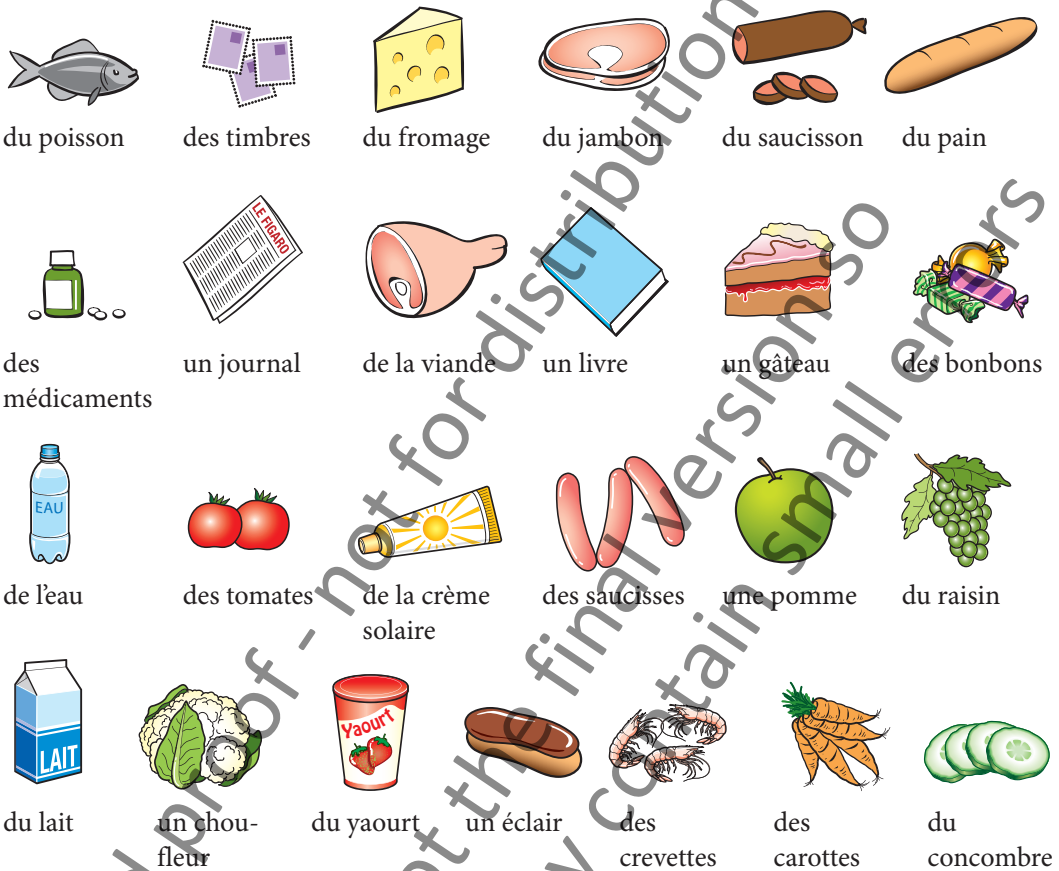 du poisson des timbres du fromage du jambon du saucisson du pain
LE FIGARO
des médicaments un journal de la viande un livre un gâteau des bonbons
EAU
de l'eau des tomates de la crème solaire des saucisses une pomme du raisin
LAIT
Yaourt
du lait un chou-fleur du yaourt un éclair des crevettes des carottes du concombre
proof - not for distribution
not the final version so
contain small errors